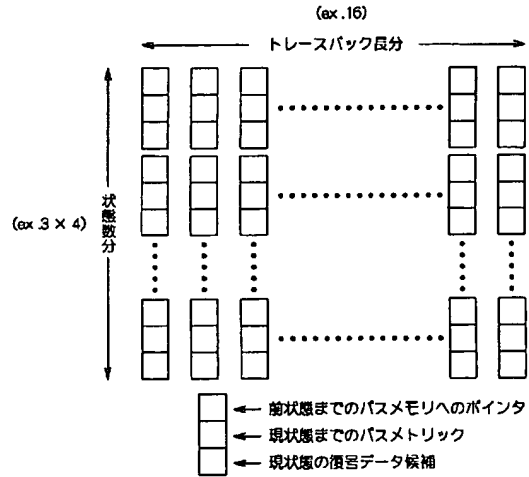 (ex.16)
トレースバック長分
状態数分
(ex.3 × 4)
前状態までのパスメモリへのポインタ
現状態までのパスメトリック
現状態の復号データ候補